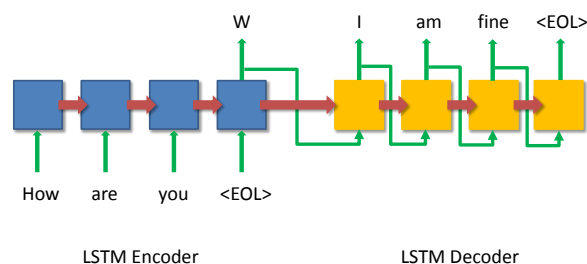 W I am fine <EOL>
How are you <EOL>
LSTM Encoder LSTM Decoder